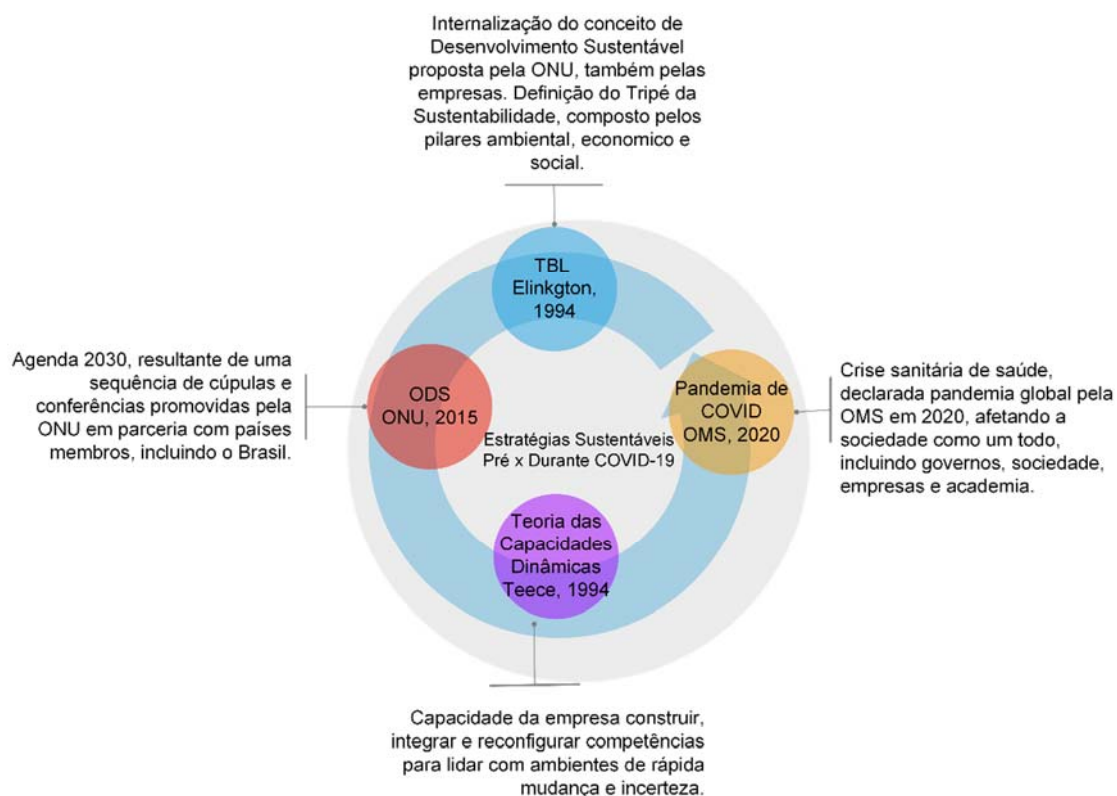 Internalização do conceito de
Desenvolvimento Sustentável
proposta pela ONU, também pelas
empresas. Definição do Tripé da
Sustentabilidade, composto pelos
pilares ambiental, economico e
social.
TBL
Elinkgton,
1994
Agenda 2030, resultante de uma
sequência de cúpulas e
conferências promovidas pela
ONU em parceria com países
membros, incluindo o Brasil.
ODS
ONU, 2015
Estratégias Sustentáveis
Pré x Durante COVID-19
Pandemia de
COVID
OMS, 2020
Crise sanitária de saúde,
declarada pandemia global pela
OMS em 2020, afetando a
sociedade como um todo,
incluindo governos, sociedade,
empresas e academia.
Teoria das
Capacidades
Dinâmicas
Teece, 1994
Capacidade da empresa construir,
integrar e reconfigurar competências
para lidar com ambientes de rápida
mudança e incerteza.